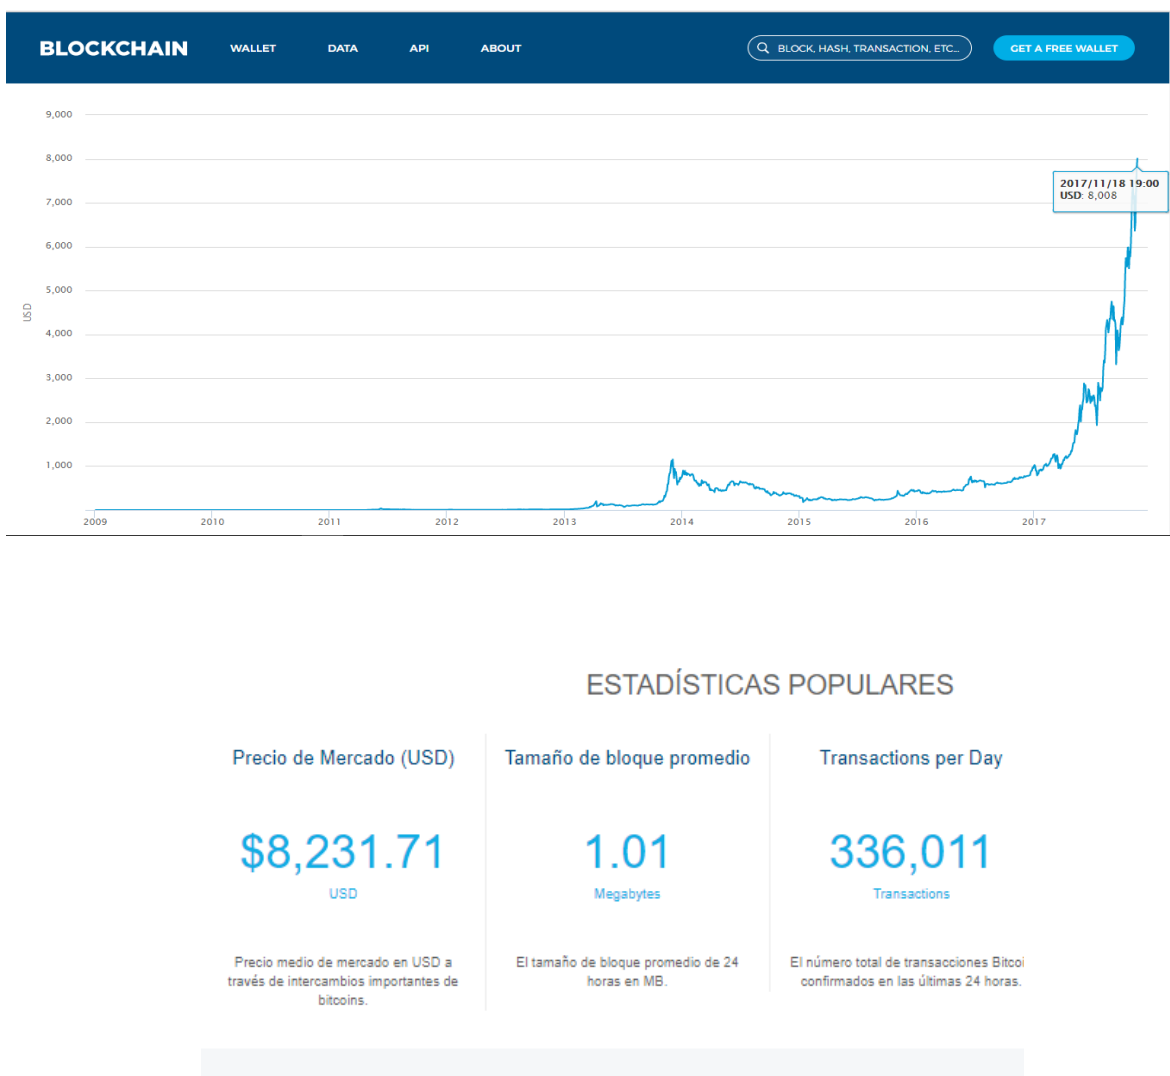 BLOCKCHAIN WALLET DATA API ABOUT BLOCK, HASH, TRANSACTION, ETC... GET A FREE WALLET
9,000
8,000
2017/11/18 19:00
USD: 8,008
7,000
6,000
5,000
USD
4,000
3,000
2,000
1,000
2009 2010 2011 2012 2013 2014 2015 2016 2017
ESTADÍSTICAS POPULARES
Precio de Mercado (USD)
$8,231.71
USD
Precio medio de mercado en USD a
través de intercambios importantes de
bitcoins.
Tamaño de bloque promedio
1.01
Megabytes
El tamaño de bloque promedio de 24
horas en MB.
Transactions per Day
336,011
Transactions
El número total de transacciones Bitcoi
confirmados en las últimas 24 horas.